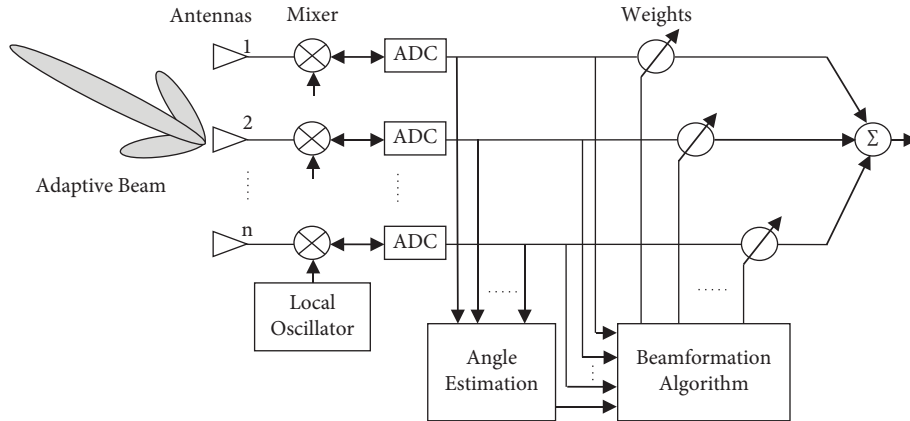 Antennas
Mixer
Weights
1
ADC
2
ADC
Σ
Adaptive Beam
n
ADC
Local
Oscillator
Angle
Estimation
Beamformation
Algorithm